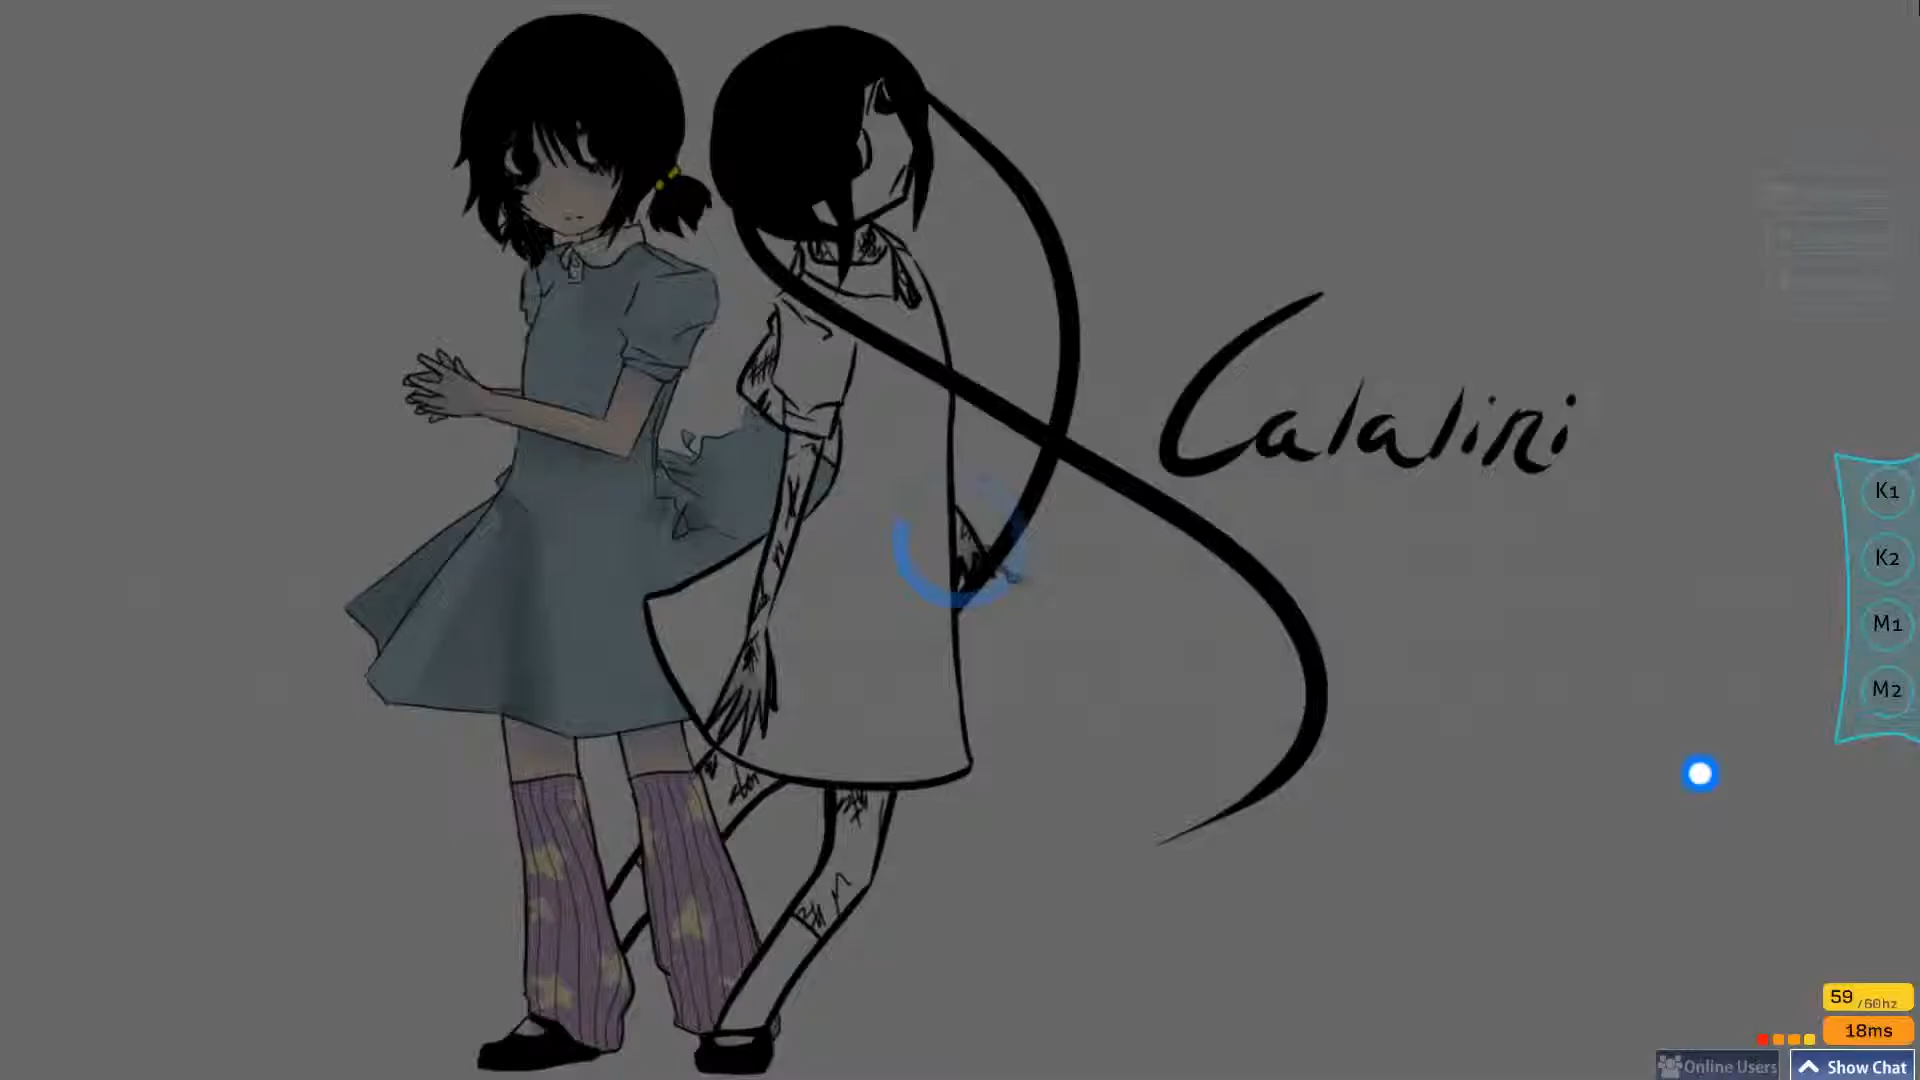 Calalini
K1
K2
M1
M2
59 /60hz
18ms
Online Users
Show Chat